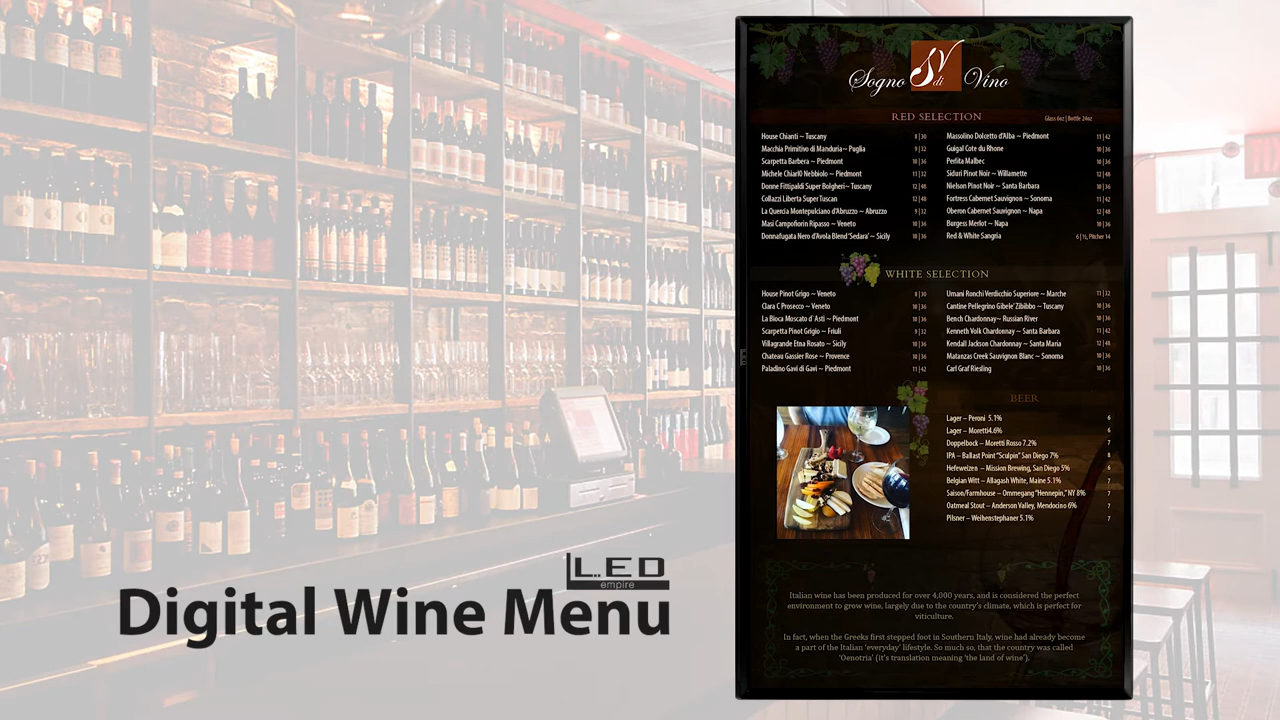 Sogno di Vino
SV
RED SELECTION
Glass 6oz | Bottle 24oz
House Chianti ~ Tuscany 8 | 30
Macchia Primitivo di Manduria~ Puglia 9 | 32
Scarpetta Barbera ~ Piedmont 10 | 36
Michele Chiarl0 Nebbiolo ~ Piedmont 11 | 32
Donne Fittipaldi Super Bolgheri~ Tuscany 12 | 48
Collazzi Liberta Super Tuscan 12 | 48
La Quercia Montepulciano d'Abruzzo ~ Abruzzo 9 | 32
Masi Campofiorin Ripasso ~ Veneto 10 | 36
Donnafugata Nero d'Avola Blend 'Sedara' ~ Sicily 10 | 36
Massolino Dolcetto d'Alba ~ Piedmont 11 | 42
Guigal Cote du Rhone 10 | 36
Perlita Malbec 10 | 36
Siduri Pinot Noir ~ Willamette 12 | 48
Nielson Pinot Noir ~ Santa Barbara 10 | 36
Fortress Cabernet Sauvignon ~ Sonoma 11 | 42
Oberon Cabernet Sauvignon ~ Napa 12 | 48
Burgess Merlot ~ Napa 10 | 36
Red & White Sangria 6 | ½, Pitcher 14
WHITE SELECTION
House Pinot Grigo ~ Veneto 8 | 30
Clara C Prosecco ~ Veneto 10 | 36
La Bioca Moscato d' Asti ~ Piedmont 10 | 36
Scarpetta Pinot Grigio ~ Friuli 9 | 32
Villagrande Etna Rosato ~ Sicily 10 | 36
Chateau Gassier Rose ~ Provence 10 | 36
Paladino Gavi di Gavi ~ Piedmont 11 | 42
Umani Ronchi Verdicchio Superiore ~ Marche 11 | 32
Cantine Pellegrino Gibele' Zibibbo ~ Tuscany 10 | 36
Bench Chardonnay~ Russian River 10 | 36
Kenneth Volk Chardonnay ~ Santa Barbara 11 | 42
Kendall Jackson Chardonnay ~ Santa Maria 12 | 48
Matanzas Creek Sauvignon Blanc ~ Sonoma 10 | 36
Carl Graf Riesling 10 | 36
BEER
Lager – Peroni 5.1% 6
Lager – Moretti4.6% 6
Doppelbock – Moretti Rosso 7.2% 7
IPA – Ballast Point "Sculpin" San Diego 7% 8
Hefeweizen – Mission Brewing, San Diego 5% 6
Belgian Witt – Allagash White, Maine 5.1% 7
Saison/Farmhouse – Ommegang "Hennepin," NY 8% 7
Oatmeal Stout – Anderson Valley, Mendocino 6% 7
Pilsner – Weihenstephaner 5.1% 7
Italian wine has been produced for over 4,000 years, and is considered the perfect
environment to grow wine, largely due to the country's climate, which is perfect for
viticulture.
In fact, when the Greeks first stepped foot in Southern Italy, wine had already become
a part of the Italian 'everyday' lifestyle. So much so, that the country was called
'Oenotria' (it's translation meaning 'the land of wine').
LED
empire
Digital Wine Menu